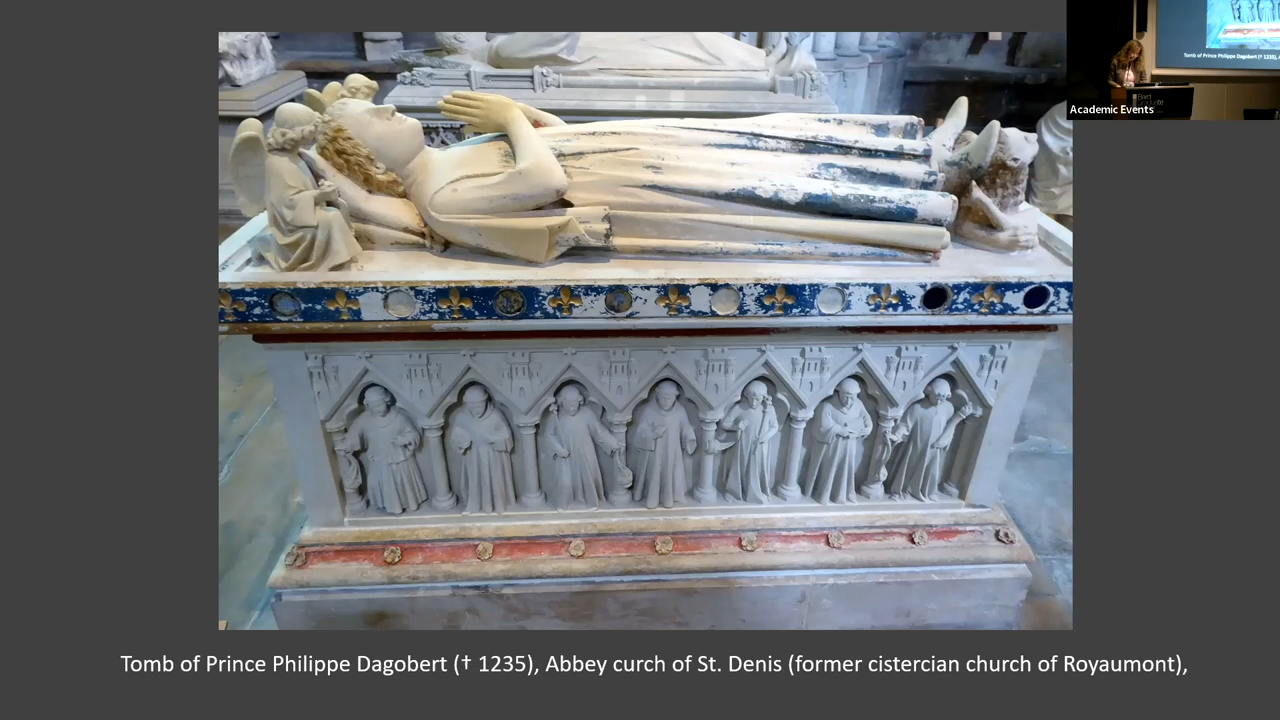 Academic Events
Tomb of Prince Philippe Dagobert († 1235), Abbey curch of St. Denis (former cistercian church of Royaumont),